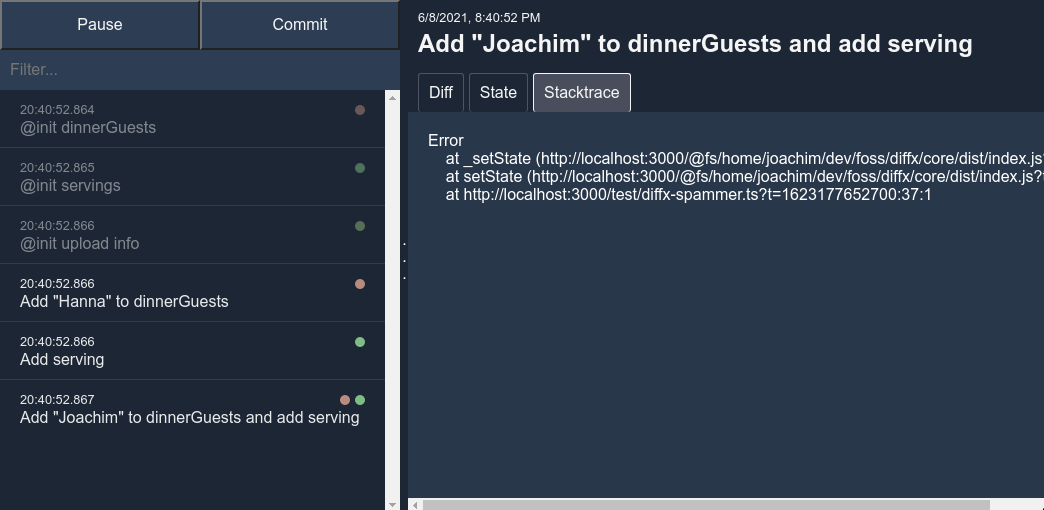 Pause
Commit
Filter...
20:40:52.864
@init dinnerGuests
20:40:52.865
@init servings
20:40:52.866
@init upload info
20:40:52.866
Add "Hanna" to dinnerGuests
20:40:52.866
Add serving
20:40:52.867
Add "Joachim" to dinnerGuests and add serving
6/8/2021, 8:40:52 PM
Add "Joachim" to dinnerGuests and add serving
Diff
State
Stacktrace
Error
at _setState (http://localhost:3000/@fs/home/joachim/dev/foss/diffx/core/dist/index.js?
at setState (http://localhost:3000/@fs/home/joachim/dev/foss/diffx/core/dist/index.js?
at http://localhost:3000/test/diffx-spammer.ts?t=1623177652700:37:1